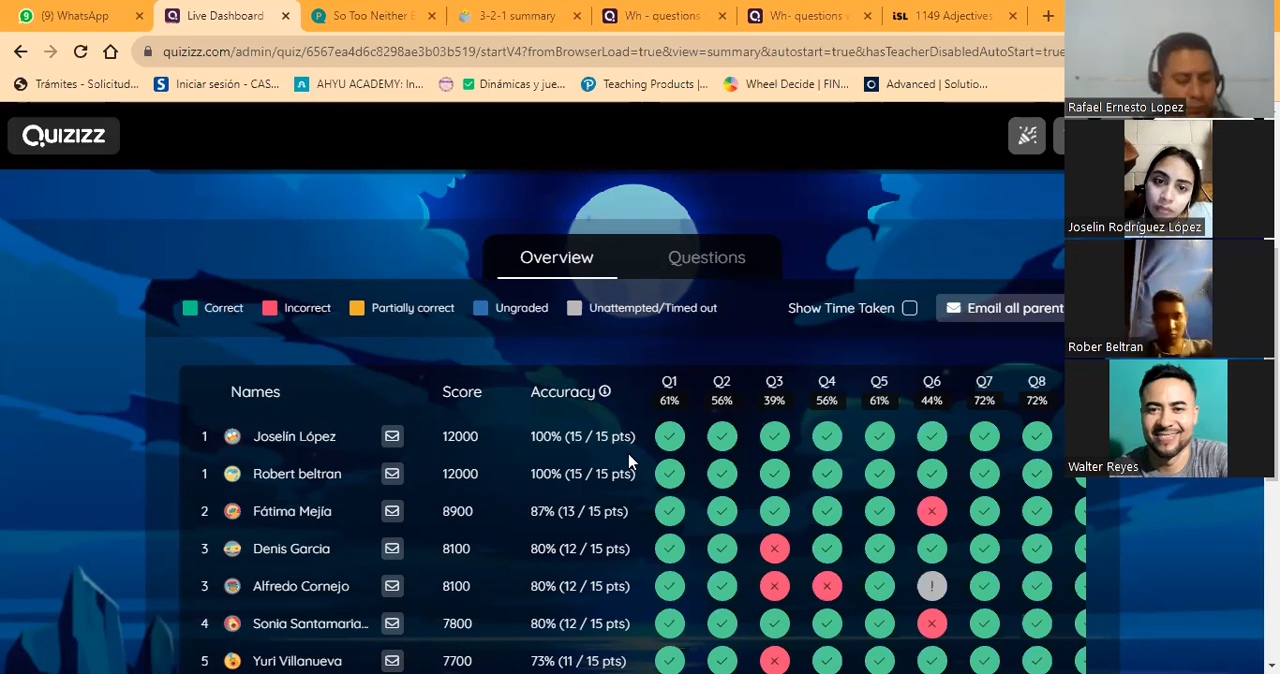 (9) WhatsApp
Live Dashboard
So Too Neither E
3-2-1 summary
Wh - questions
Wh- questions v
iSL 1149 Adjectives
quizizz.com/admin/quiz/6567ea4d6c8298ae3b03b519/startV4?fromBrowserLoad=true&view=summary&autostart=true&hasTeacherDisabledAutoStart=true
Trámites - Solicitud...
Iniciar sesión - CAS...
AHYU ACADEMY: In...
Dinámicas y jue...
Teaching Products |...
Wheel Decide | FIN...
Advanced | Solutio...
QUIZIZZ
Overview
Questions
Correct
Incorrect
Partially correct
Ungraded
Unattempted/Timed out
Show Time Taken
Email all parent
Names Score Accuracy Q1 Q2 Q3 Q4 Q5 Q6 Q7 Q8
61% 56% 39% 56% 61% 44% 72% 72%
1 Joselín López 12000 100% (15 / 15 pts)
1 Robert beltran 12000 100% (15 / 15 pts)
2 Fátima Mejía 8900 87% (13 / 15 pts)
3 Denis Garcia 8100 80% (12 / 15 pts)
3 Alfredo Cornejo 8100 80% (12 / 15 pts)
4 Sonia Santamaria... 7800 80% (12 / 15 pts)
5 Yuri Villanueva 7700 73% (11 / 15 pts)
Rafael Ernesto Lopez
Joselin Rodríguez López
Rober Beltran
Walter Reyes